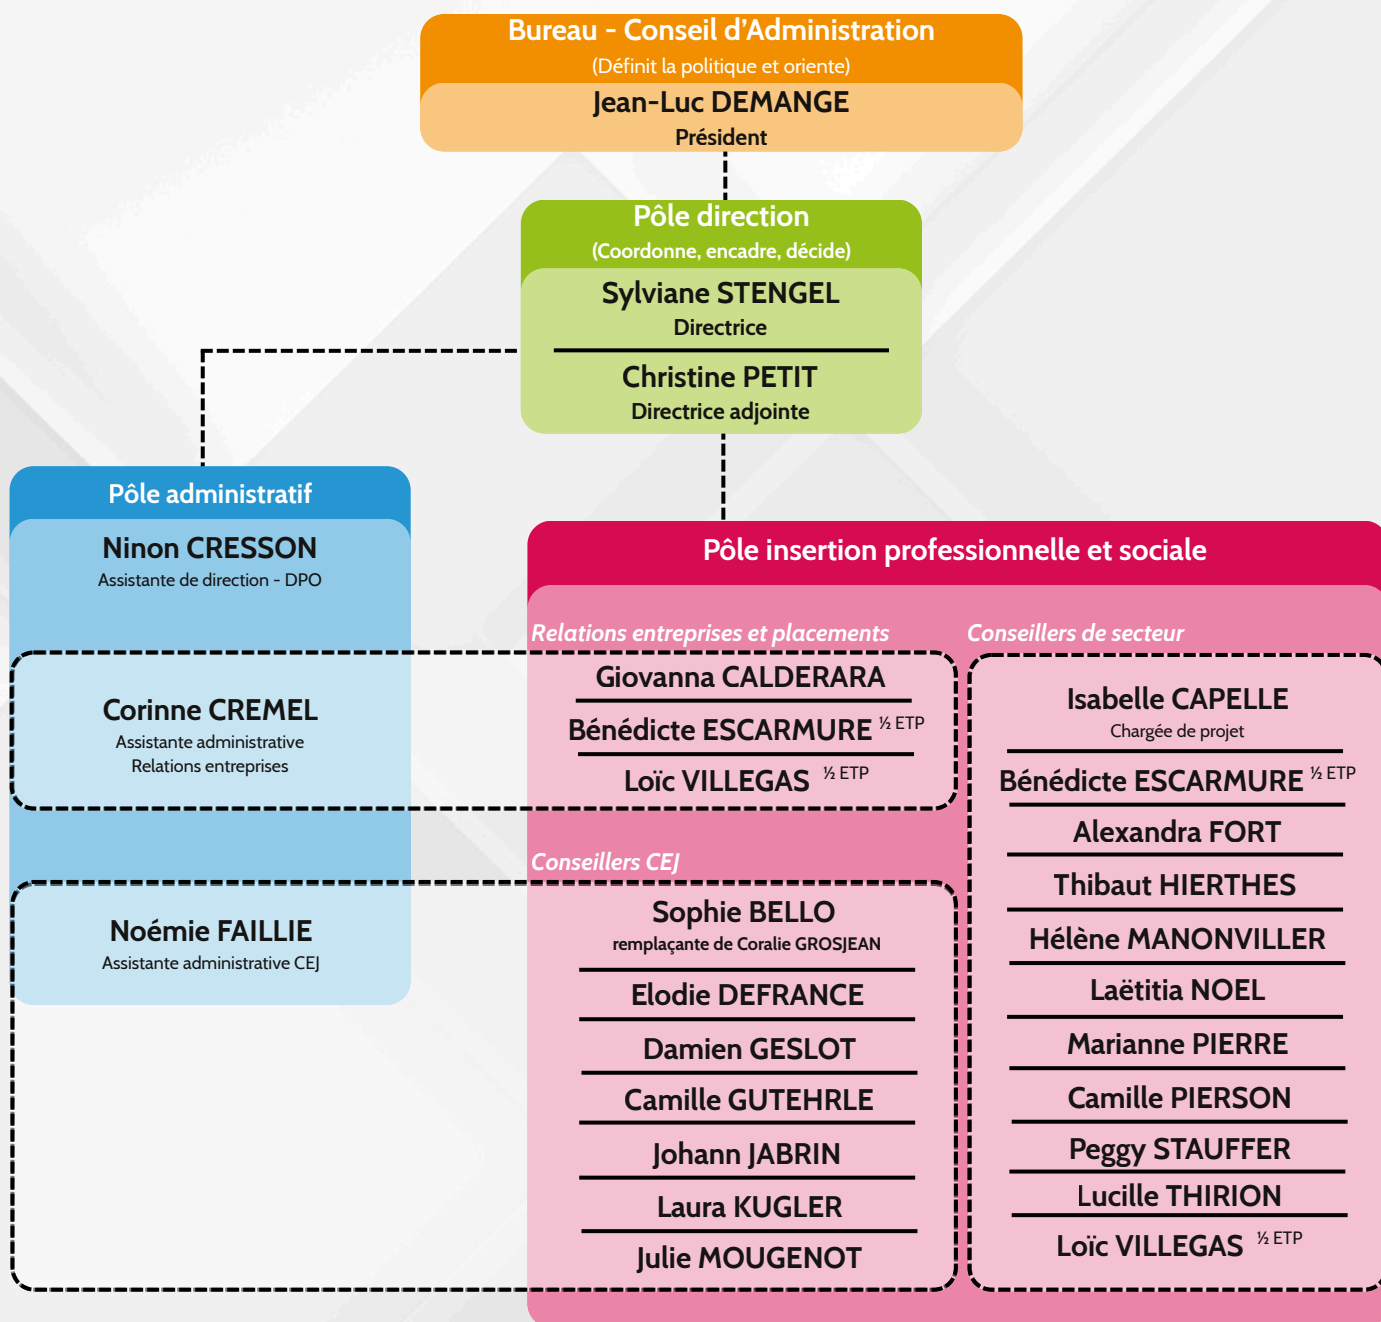 Bureau - Conseil d'Administration
(Définit la politique et oriente)
Jean-Luc DEMANGE
Président
Pôle direction
(Coordonne, encadre, décide)
Sylviane STENGEL
Directrice
Christine PETIT
Directrice adjointe
Pôle administratif
Ninon CRESSON
Assistante de direction - DPO
Corinne CREMEL
Assistante administrative
Relations entreprises
Noémie FAILLIE
Assistante administrative CEJ
Pôle insertion professionnelle et sociale
Relations entreprises et placements
Giovanna CALDERARA
Bénédicte ESCARMURE ½ ETP
Loïc VILLEGAS ½ ETP
Conseillers CEJ
Sophie BELLO
remplaçante de Coralie GROSJEAN
Elodie DEFRANCE
Damien GESLOT
Camille GUTEHRLE
Johann JABRIN
Laura KUGLER
Julie MOUGENOT
Conseillers de secteur
Isabelle CAPELLE
Chargée de projet
Bénédicte ESCARMURE ½ ETP
Alexandra FORT
Thibaut HIERTHES
Hélène MANONVILLER
Laëtitia NOEL
Marianne PIERRE
Camille PIERSON
Peggy STAUFFER
Lucille THIRION
Loïc VILLEGAS ½ ETP